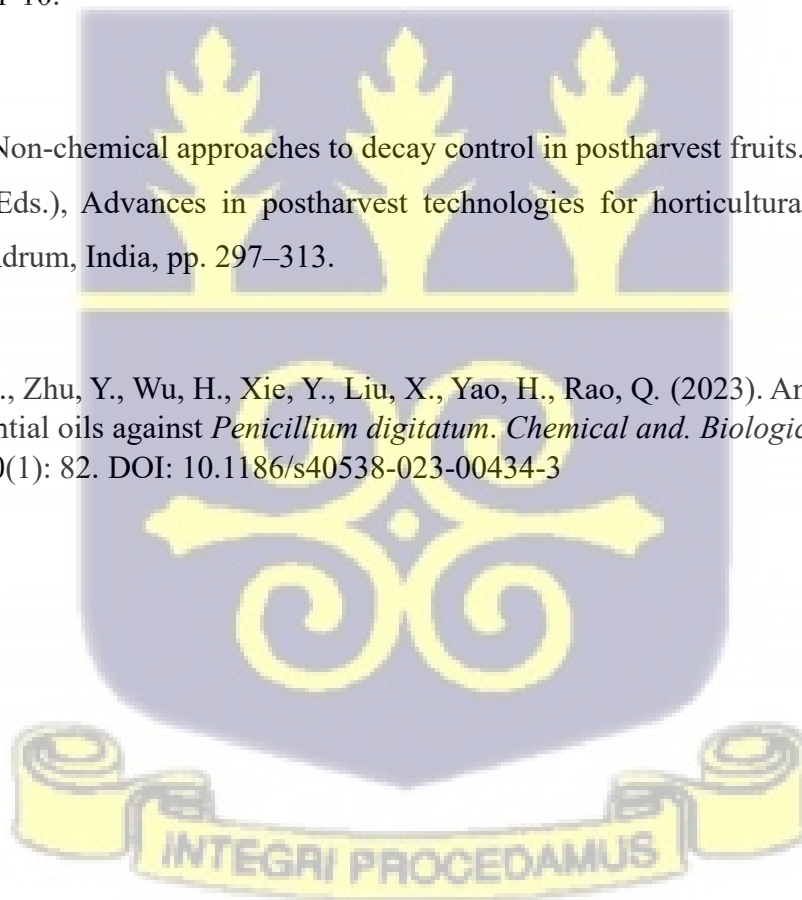 Non-chemical approaches to decay control in postharvest fruits.
Eds.), Advances in postharvest technologies for horticultura
drum, India, pp. 297–313.
., Zhu, Y., Wu, H., Xie, Y., Liu, X., Yao, H., Rao, Q. (2023). An
ntial oils against Penicillium digitatum. Chemical and. Biologic
0(1): 82. DOI: 10.1186/s40538-023-00434-3
INTEGRI PROCEDAMUS